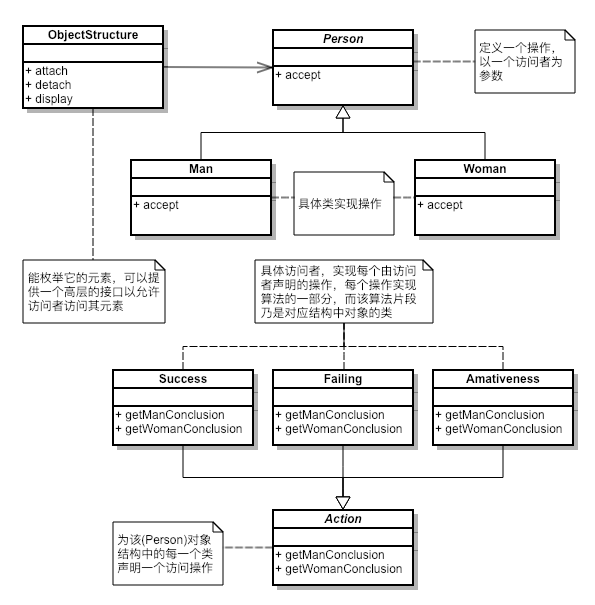 ObjectStructure
+ attach
+ detach
+ display
Person
+ accept
定义一个操作，
以一个访问者为
参数
Man
+ accept
具体类实现操作
Woman
+ accept
能枚举它的元素，可以提
供一个高层的接口以允许
访问者访问其元素
具体访问者，实现每个由访问
者声明的操作，每个操作实现
算法的一部分，而该算法片段
乃是对应结构中对象的类
Success
+ getManConclusion
+ getWomanConclusion
Failing
+ getManConclusion
+ getWomanConclusion
Amativeness
+ getManConclusion
+ getWomanConclusion
为该(Person)对象
结构中的每一个类
声明一个访问操作
Action
+ getManConclusion
+ getWomanConclusion